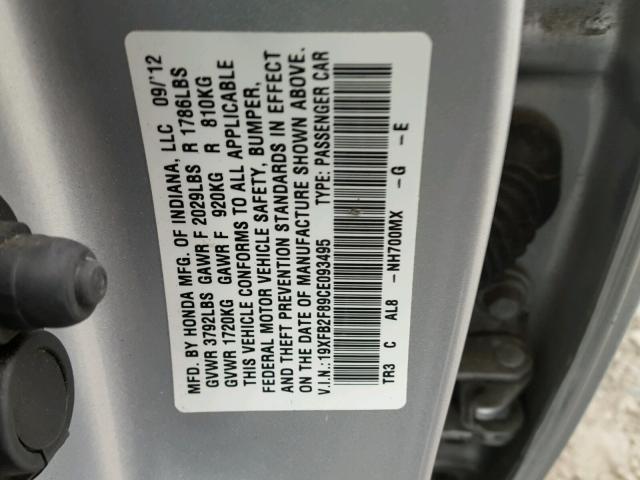 MFD. BY HONDA MFG. OF INDIANA, LLC 09/'12
GVWR 3792LBS GAWR F 2029LBS R 1786LBS
GVWR 1720KG GAWR F 920KG R 810KG
THIS VEHICLE CONFORMS TO ALL APPLICABLE
FEDERAL MOTOR VEHICLE SAFETY, BUMPER,
AND THEFT PREVENTION STANDARDS IN EFFECT
ON THE DATE OF MANUFACTURE SHOWN ABOVE.
V.I.N.:19XFB2F89CE093495 TYPE: PASSENGER CAR
TR3 C AL8 -NH700MX -G -E